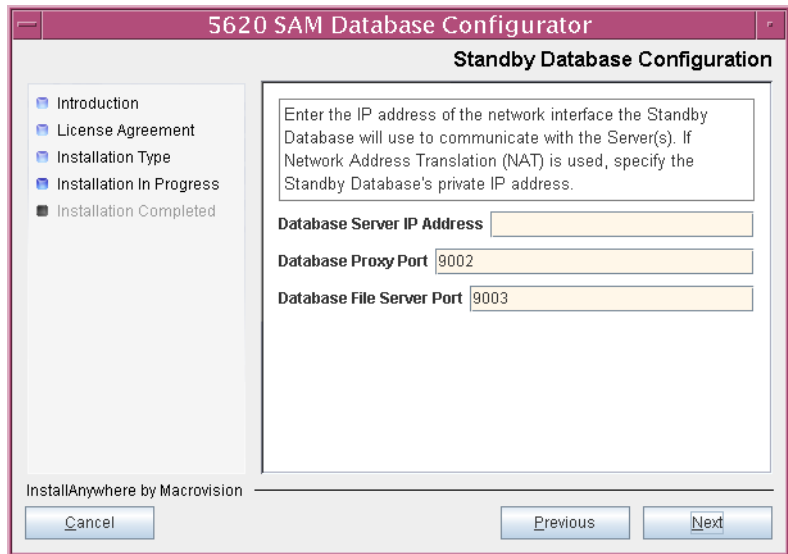 5620 SAM Database Configurator
Standby Database Configuration
Introduction
License Agreement
Installation Type
Installation In Progress
Installation Completed
Enter the IP address of the network interface the Standby
Database will use to communicate with the Server(s). If
Network Address Translation (NAT) is used, specify the
Standby Database's private IP address.
Database Server IP Address
Database Proxy Port 9002
Database File Server Port 9003
InstallAnywhere by Macrovision
Cancel Previous Next